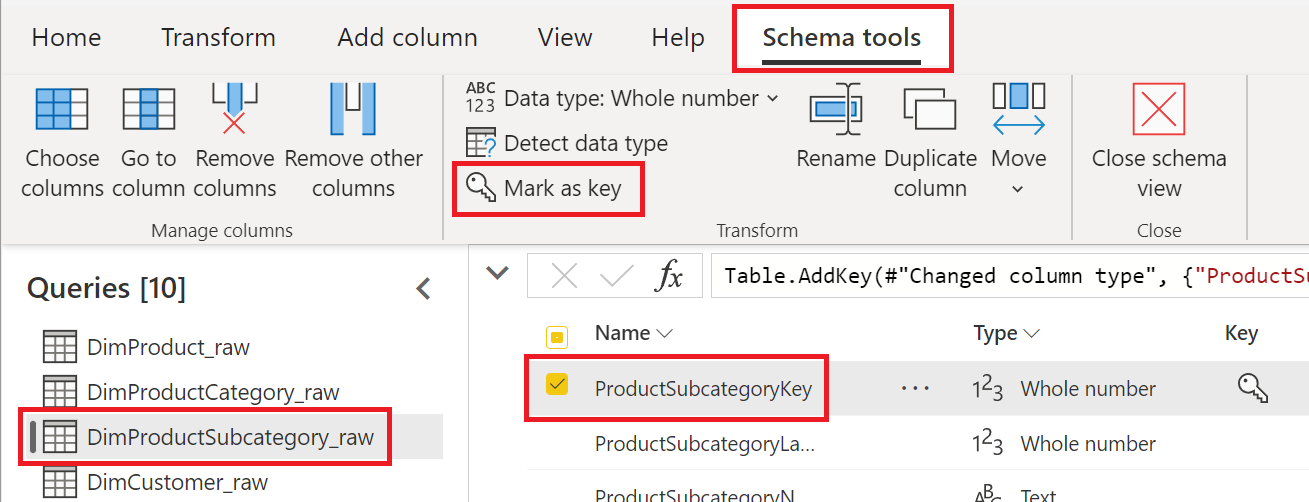 Home Transform Add column View Help Schema tools
Choose columns
Go to column
Remove columns
Remove other columns
Manage columns
ABC 123 Data type: Whole number
Detect data type
Mark as key
Rename
Duplicate column
Move
Transform
Close schema view
Close
Queries [10]
DimProduct_raw
DimProductCategory_raw
DimProductSubcategory_raw
DimCustomer_raw
fx Table.AddKey(#"Changed column type", {"ProductSu
Name Type Key
ProductSubcategoryKey ... 123 Whole number
ProductSubcategoryLa... 123 Whole number
ProductSubcategoryN ABC Text